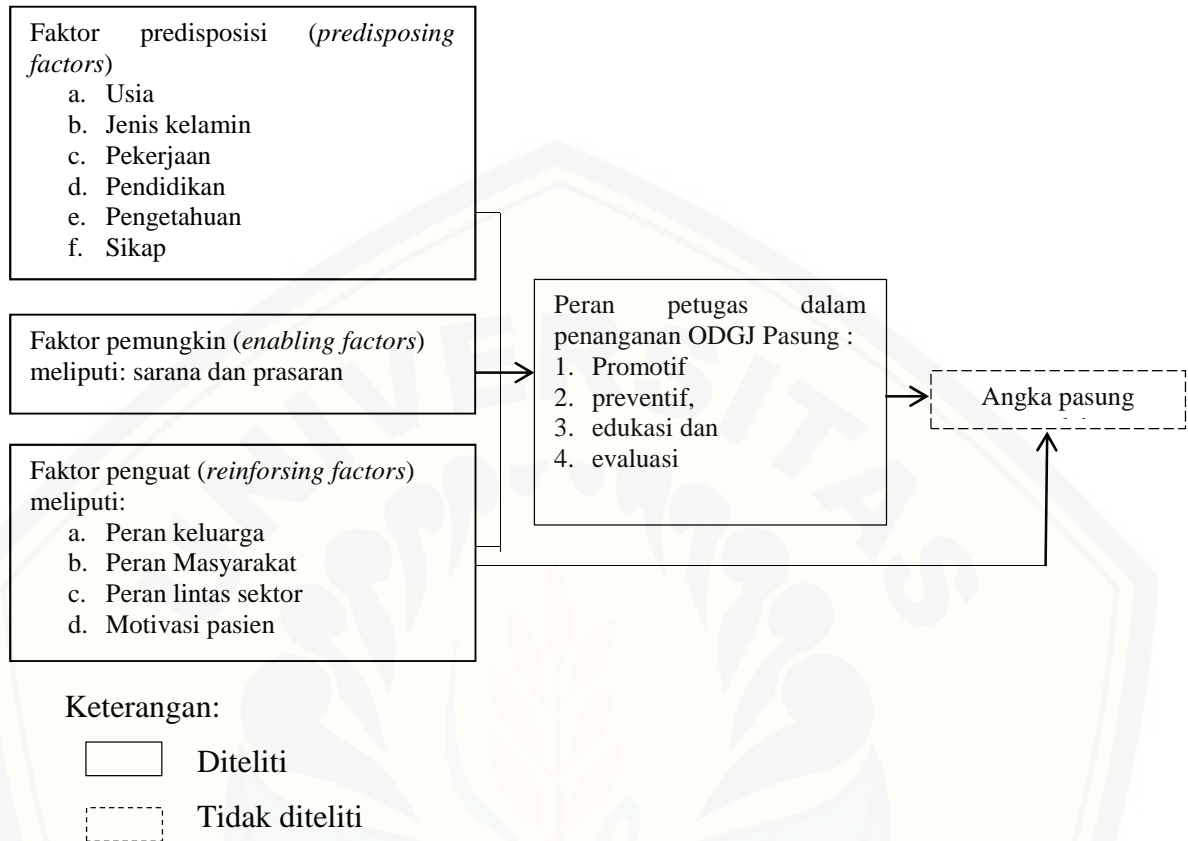 Faktor predisposisi (predisposing
factors)
a. Usia
b. Jenis kelamin
c. Pekerjaan
d. Pendidikan
e. Pengetahuan
f. Sikap
Faktor pemungkin (enabling factors)
meliputi: sarana dan prasaran
Faktor penguat (reinforsing factors)
meliputi:
a. Peran keluarga
b. Peran Masyarakat
c. Peran lintas sektor
d. Motivasi pasien
Peran petugas dalam
penanganan ODGJ Pasung :
1. Promotif
2. preventif,
3. edukasi dan
4. evaluasi
Angka pasung
Keterangan:
Diteliti
Tidak diteliti
UNIVERSITAS